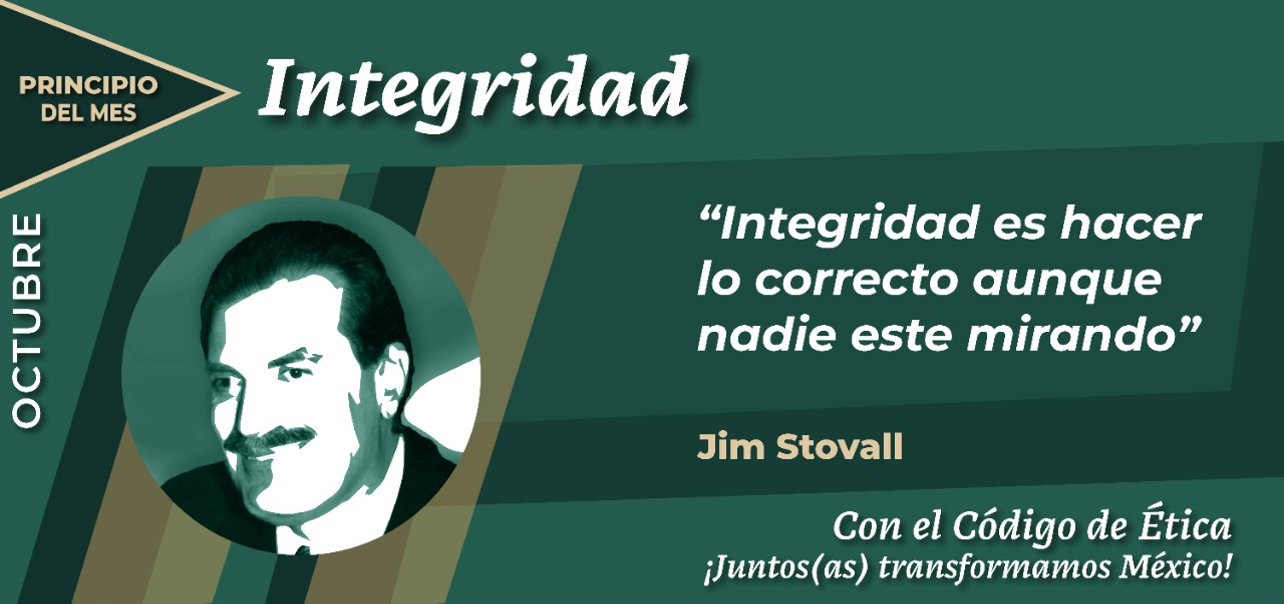 PRINCIPIO
DEL MES
Integridad
OCTUBRE
“Integridad es hacer
lo correcto aunque
nadie este mirando”
Jim Stovall
Con el Código de Ética
¡Juntos(as) transformamos México!